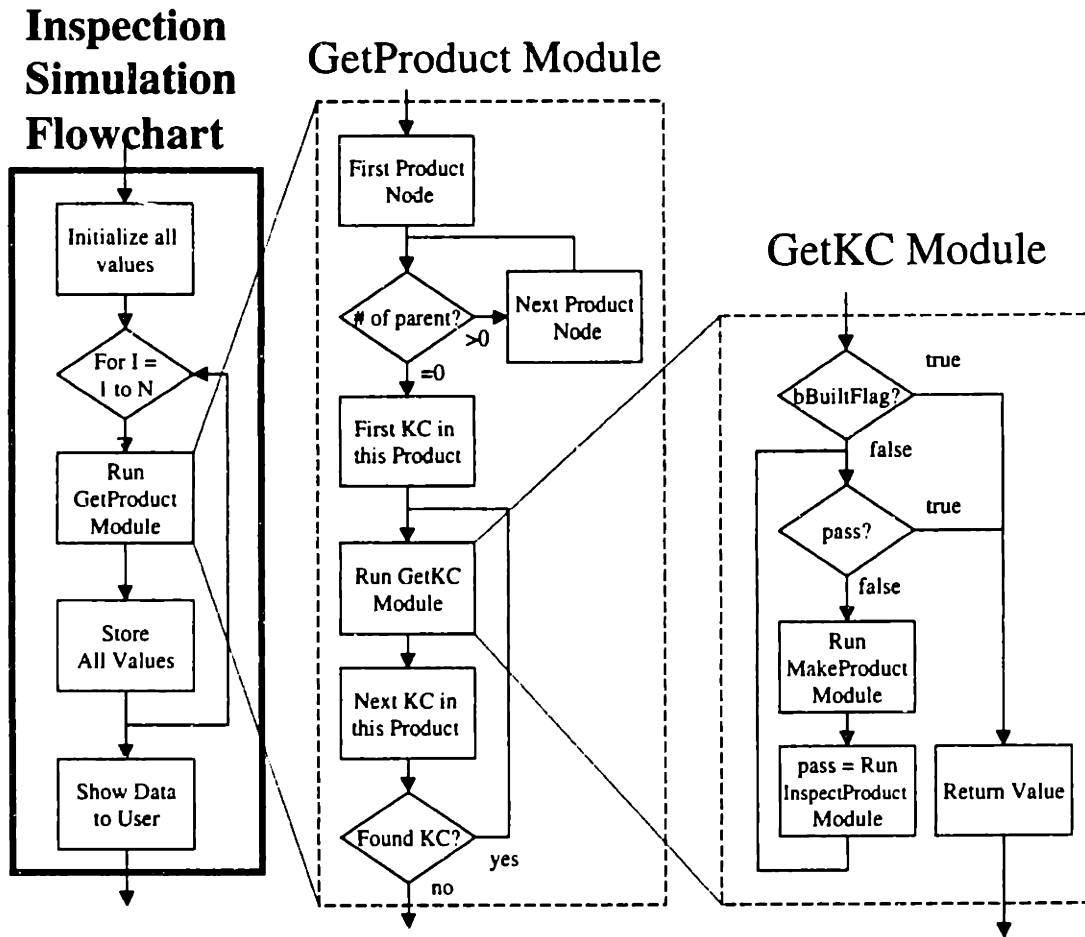 Inspection
Simulation
Flowchart
Initialize all
values
For I =
1 to N
Run
GetProduct
Module
Store
All Values
Show Data
to User
GetProduct Module
First Product
Node
# of parent?
>0
Next Product
Node
=0
First KC in
this Product
Run GetKC
Module
Next KC in
this Product
Found KC?
yes
no
GetKC Module
bBuiltFlag?
true
false
pass?
true
false
Run
MakeProduct
Module
pass = Run
InspectProduct
Module
Return Value